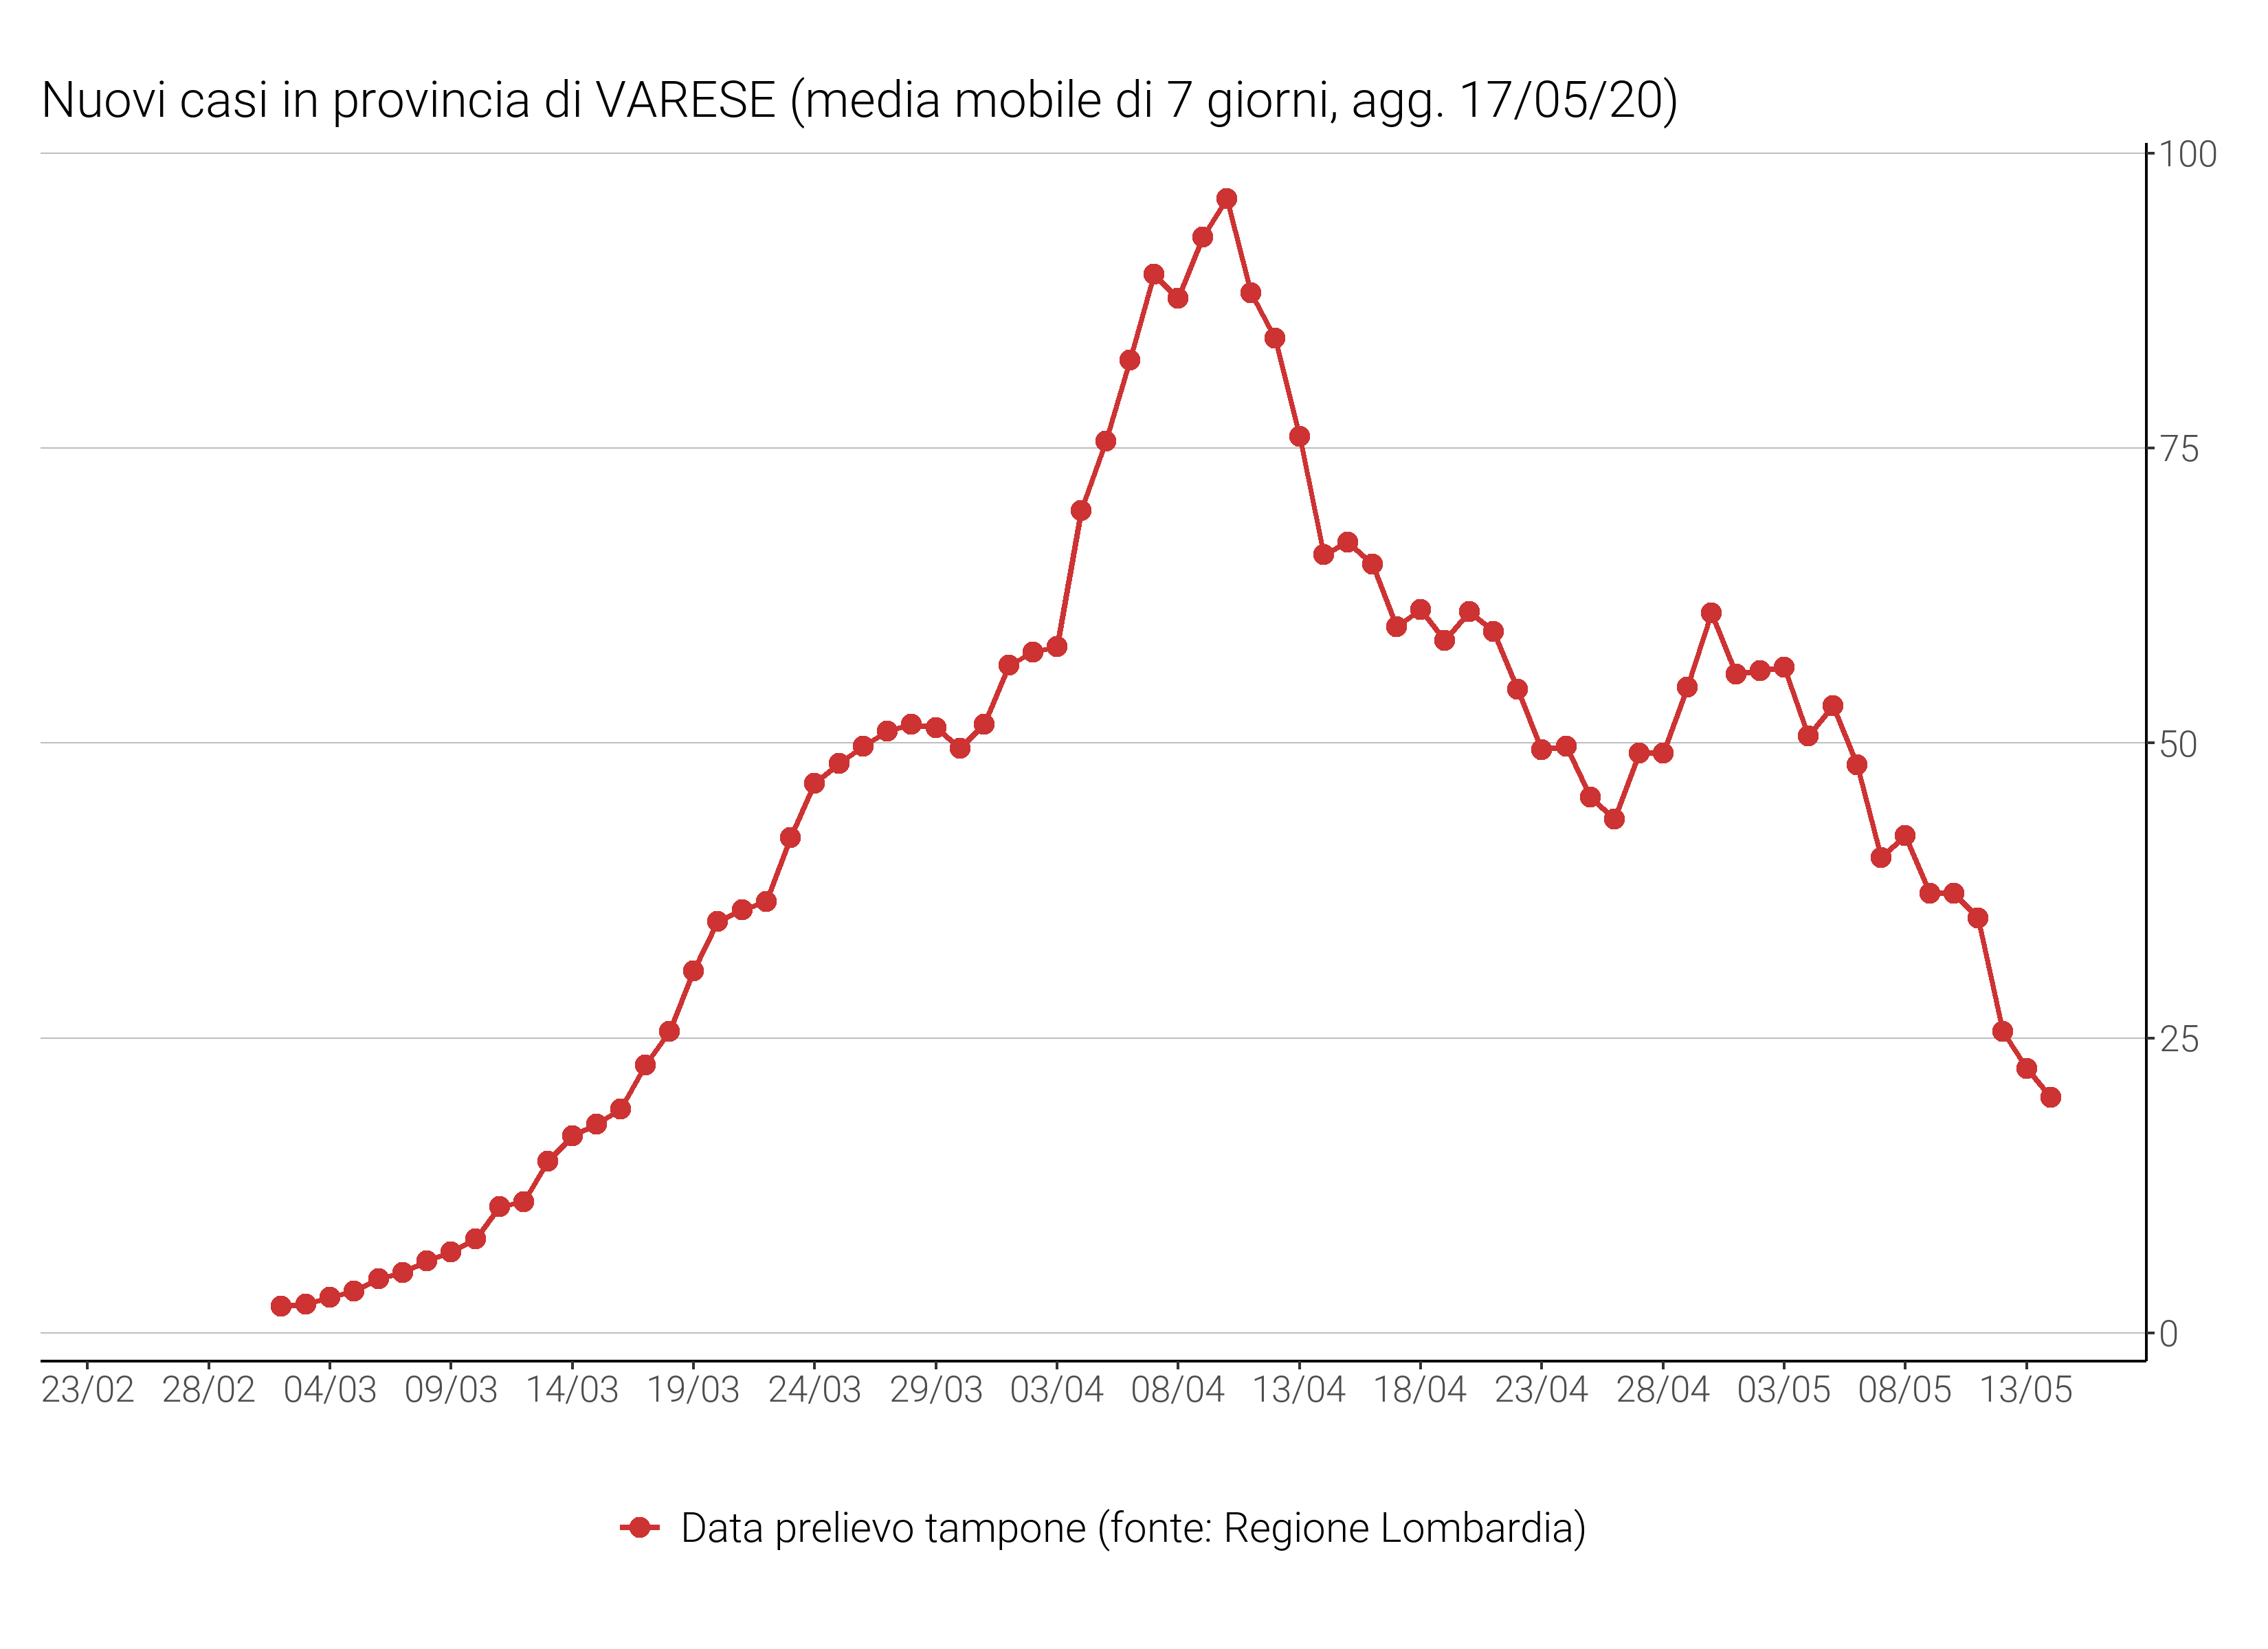 Nuovi casi in provincia di VARESE (media mobile di 7 giorni, agg. 17/05/20)
100
75
50
25
0
23/02 28/02 04/03 09/03 14/03 19/03 24/03 29/03 03/04 08/04 13/04 18/04 23/04 28/04 03/05 08/05 13/05
Data prelievo tampone (fonte: Regione Lombardia)